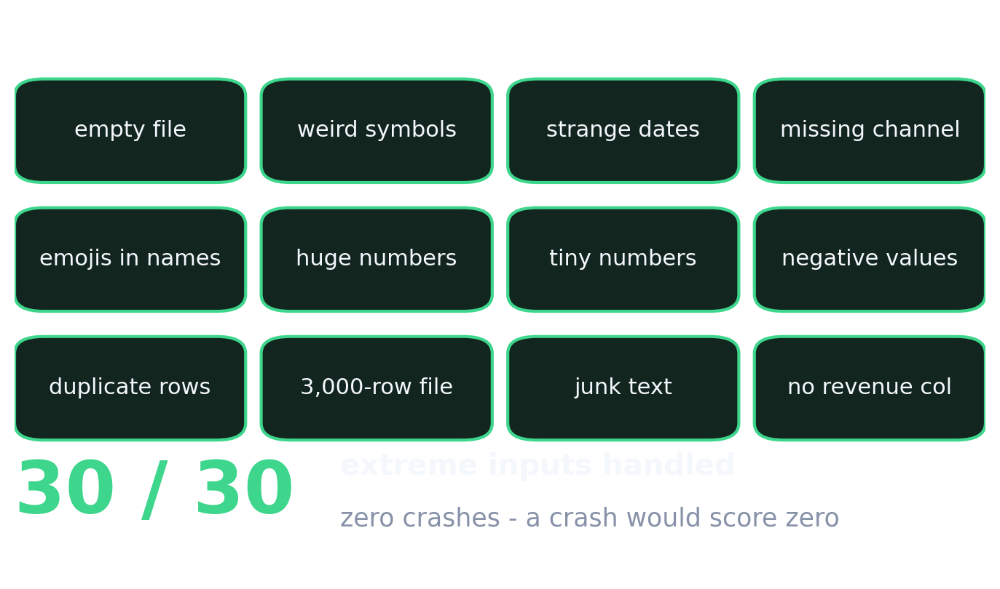 empty file
weird symbols
strange dates
missing channel
emojis in names
huge numbers
tiny numbers
negative values
duplicate rows
3,000-row file
junk text
no revenue col
30 / 30
extreme inputs handled
zero crashes - a crash would score zero